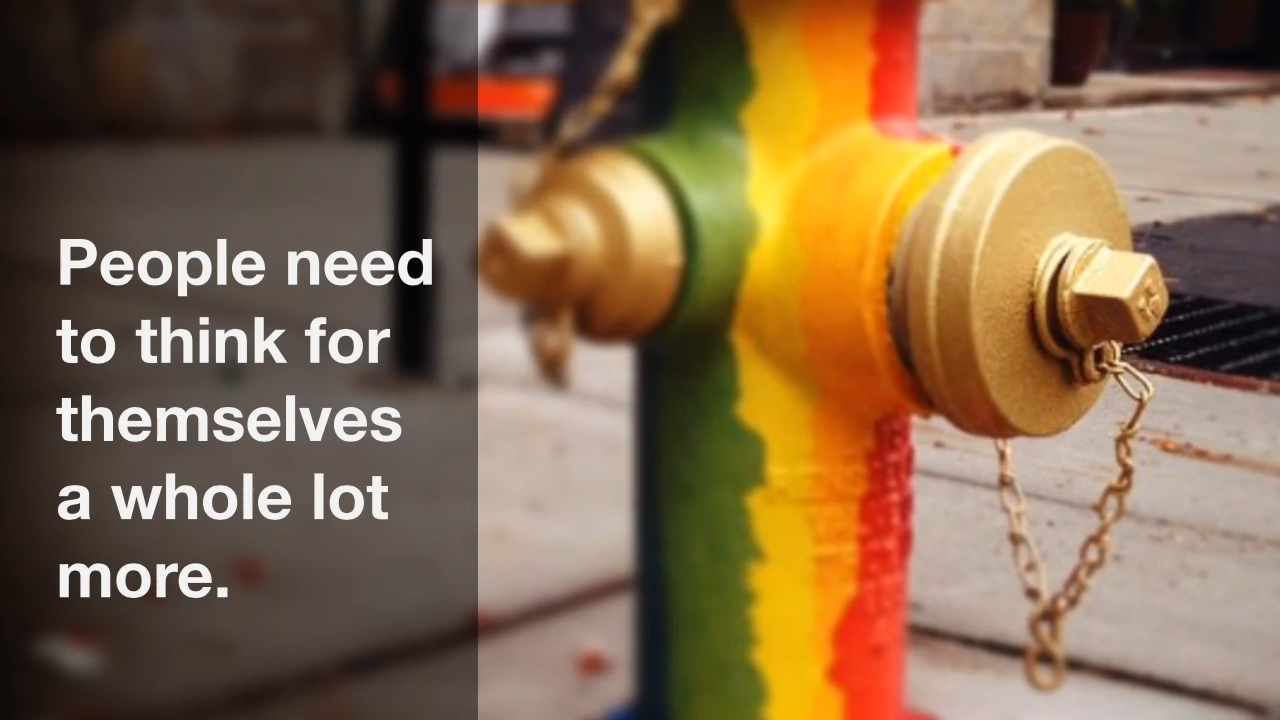 People need
to think for
themselves
a whole lot
more.